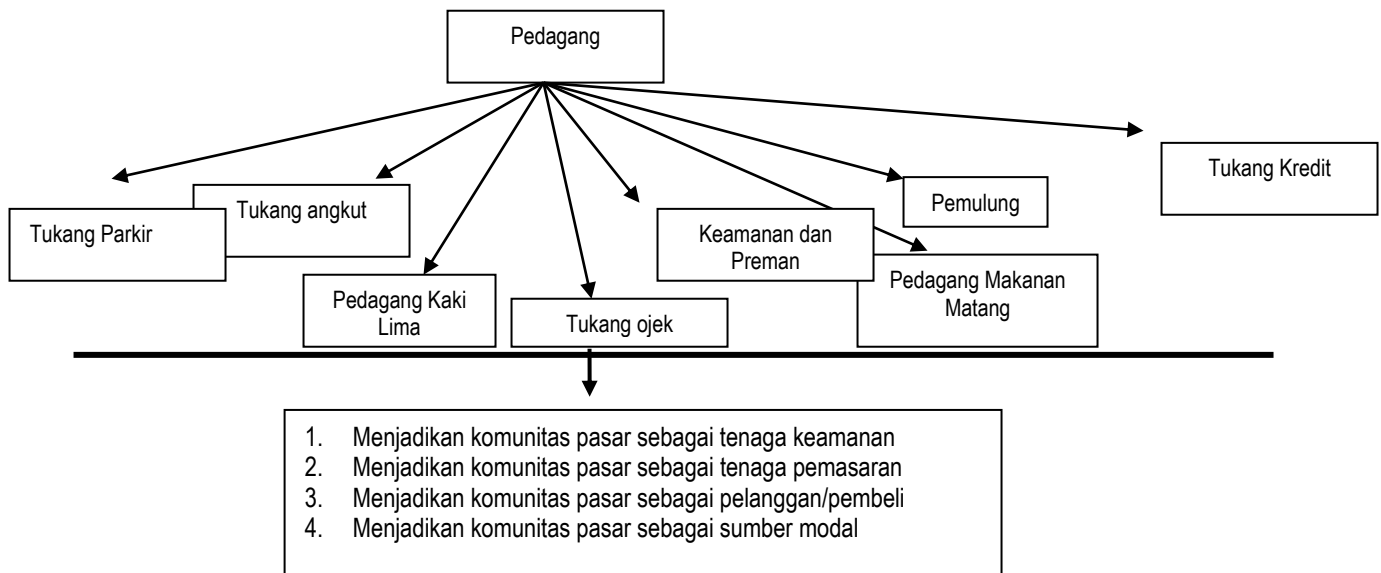 Pedagang
Tukang Kredit
Tukang angkut
Pemulung
Tukang Parkir
Keamanan dan
Preman
Pedagang Makanan
Matang
Pedagang Kaki
Lima
Tukang ojek
1. Menjadikan komunitas pasar sebagai tenaga keamanan
2. Menjadikan komunitas pasar sebagai tenaga pemasaran
3. Menjadikan komunitas pasar sebagai pelanggan/pembeli
4. Menjadikan komunitas pasar sebagai sumber modal